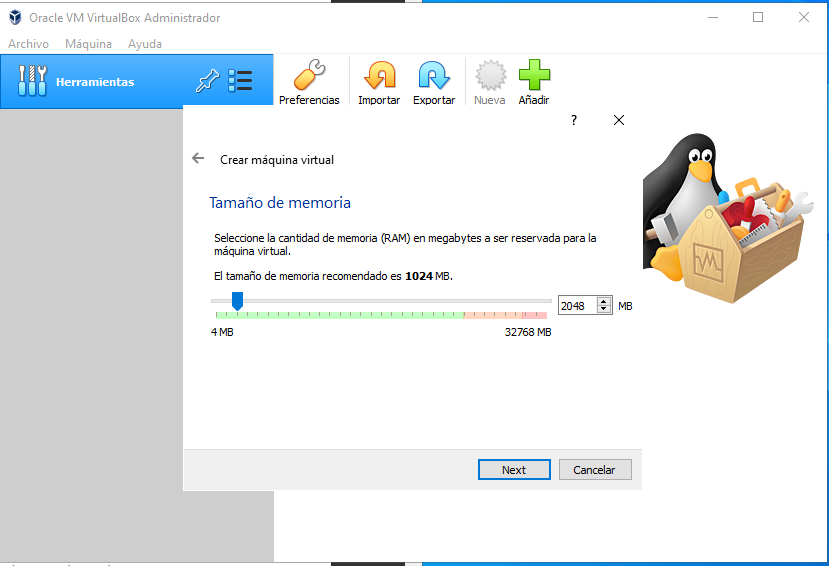 Oracle VM VirtualBox Administrador
Archivo Máquina Ayuda
Herramientas
Preferencias Importar Exportar Nueva Añadir
?
Crear máquina virtual
Tamaño de memoria
Seleccione la cantidad de memoria (RAM) en megabytes a ser reservada para la
máquina virtual.
El tamaño de memoria recomendado es 1024 MB.
2048 MB
4 MB 32768 MB
Next Cancelar